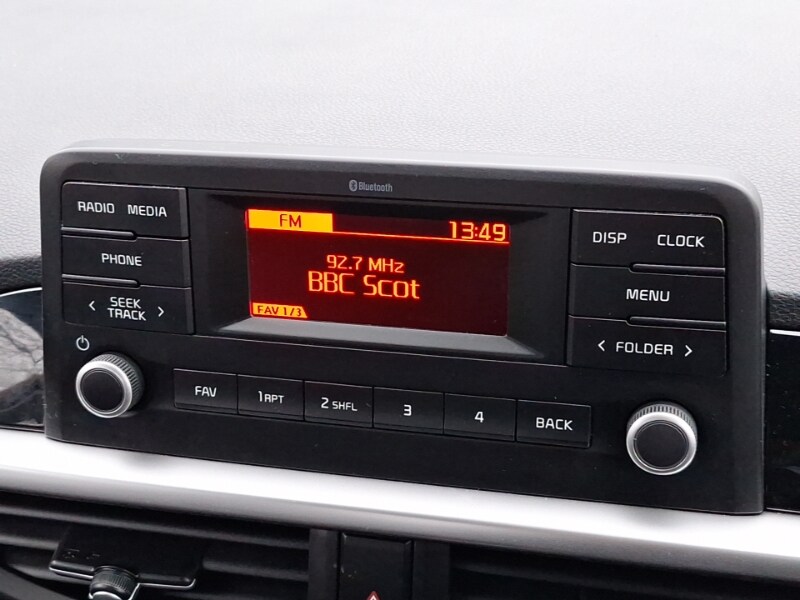 Bluetooth
RADIO MEDIA
PHONE
< SEEK TRACK >
FM 13:49
92.7 MHz
BBC Scot
FAV 1/3
DISP CLOCK
MENU
< FOLDER >
FAV 1 RPT 2 SHFL 3 4 BACK